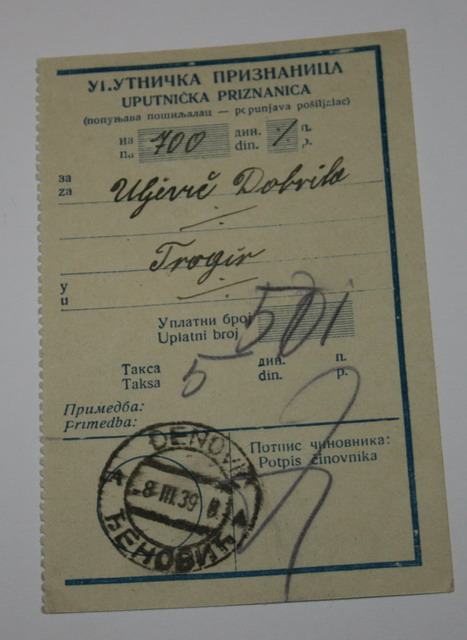 УПУТНИЧКА ПРИЗНАНИЦА
UPUTNIČKA PRIZNANICA
(попуњава пошиљалац — popunjava pošiljalac)
на 700 дин. % п.
na din. p.
за
za Uljević Dobrila
у Trogir
u
Уплатни број 501
Uplatni broj
Такса 5 дин. п.
Taksa din. p.
Примедба:
Primedba:
Потпис чиновника:
Potpis činovnika
ĐENOVIĆ
8-III.39
ЂЕНОВИЋ